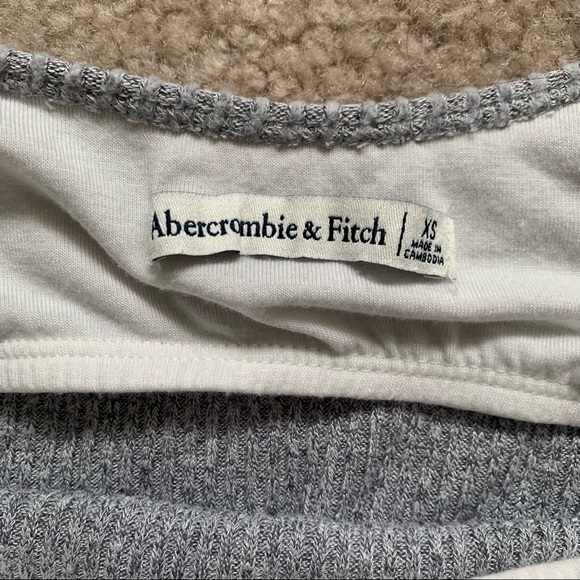 Abercrombie & Fitch
XS
MADE IN
CAMBODIA